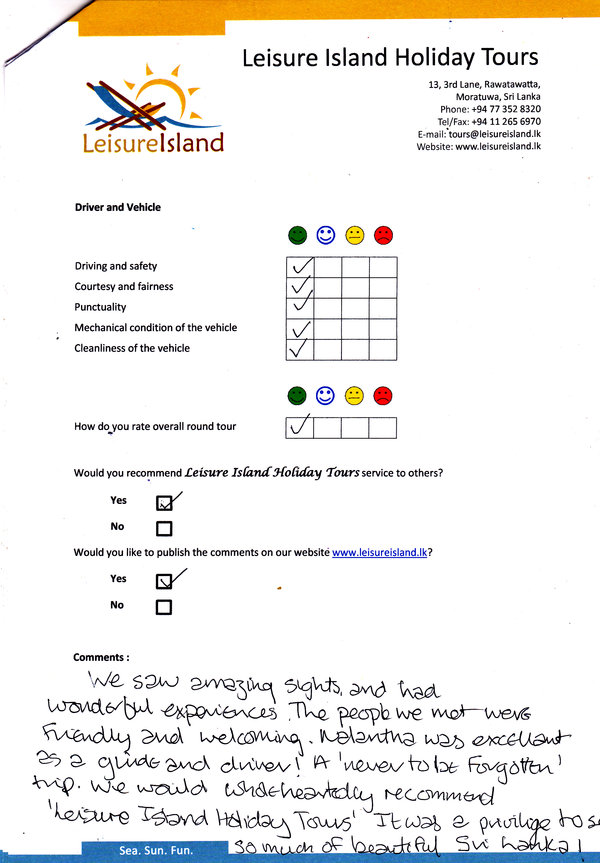 Leisure Island Holiday Tours
13, 3rd Lane, Rawatawatta,
Moratuwa, Sri Lanka
Phone: +94 77 352 8320
Tel/Fax: +94 11 265 6970
E-mail: tours@leisureisland.lk
Website: www.leisureisland.lk
LeisureIsland
Driver and Vehicle
Driving and safety
Courtesy and fairness
Punctuality
Mechanical condition of the vehicle
Cleanliness of the vehicle
How do you rate overall round tour
Would you recommend Leisure Island Holiday Tours service to others?
Yes
No
Would you like to publish the comments on our website www.leisureisland.lk?
Yes
No
Comments :
We saw amazing sights, and had
wonderful experiences. The people we met were
friendly and welcoming. Nalantha was excellent
as a guide and driver! A 'never to be forgotten'
trip. We would wholeheartedly recommend
'Leisure Island Holiday Tours' It was a privilege to se
so much of beautiful Sri Lanka!
Sea. Sun. Fun.